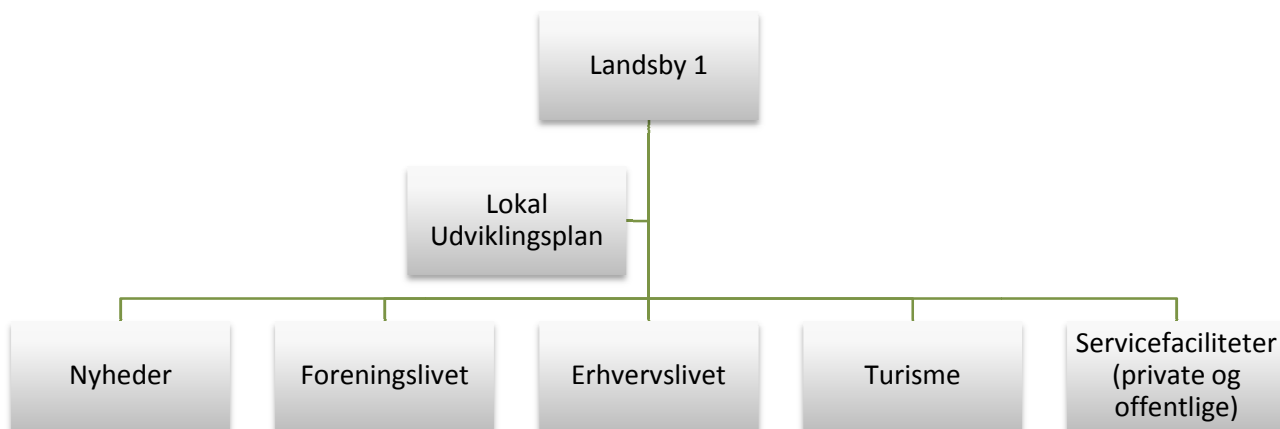 Landsby 1
Lokal
Udviklingsplan
Nyheder
Foreningslivet
Erhvervslivet
Turisme
Servicefaciliteter
(private og
offentlige)